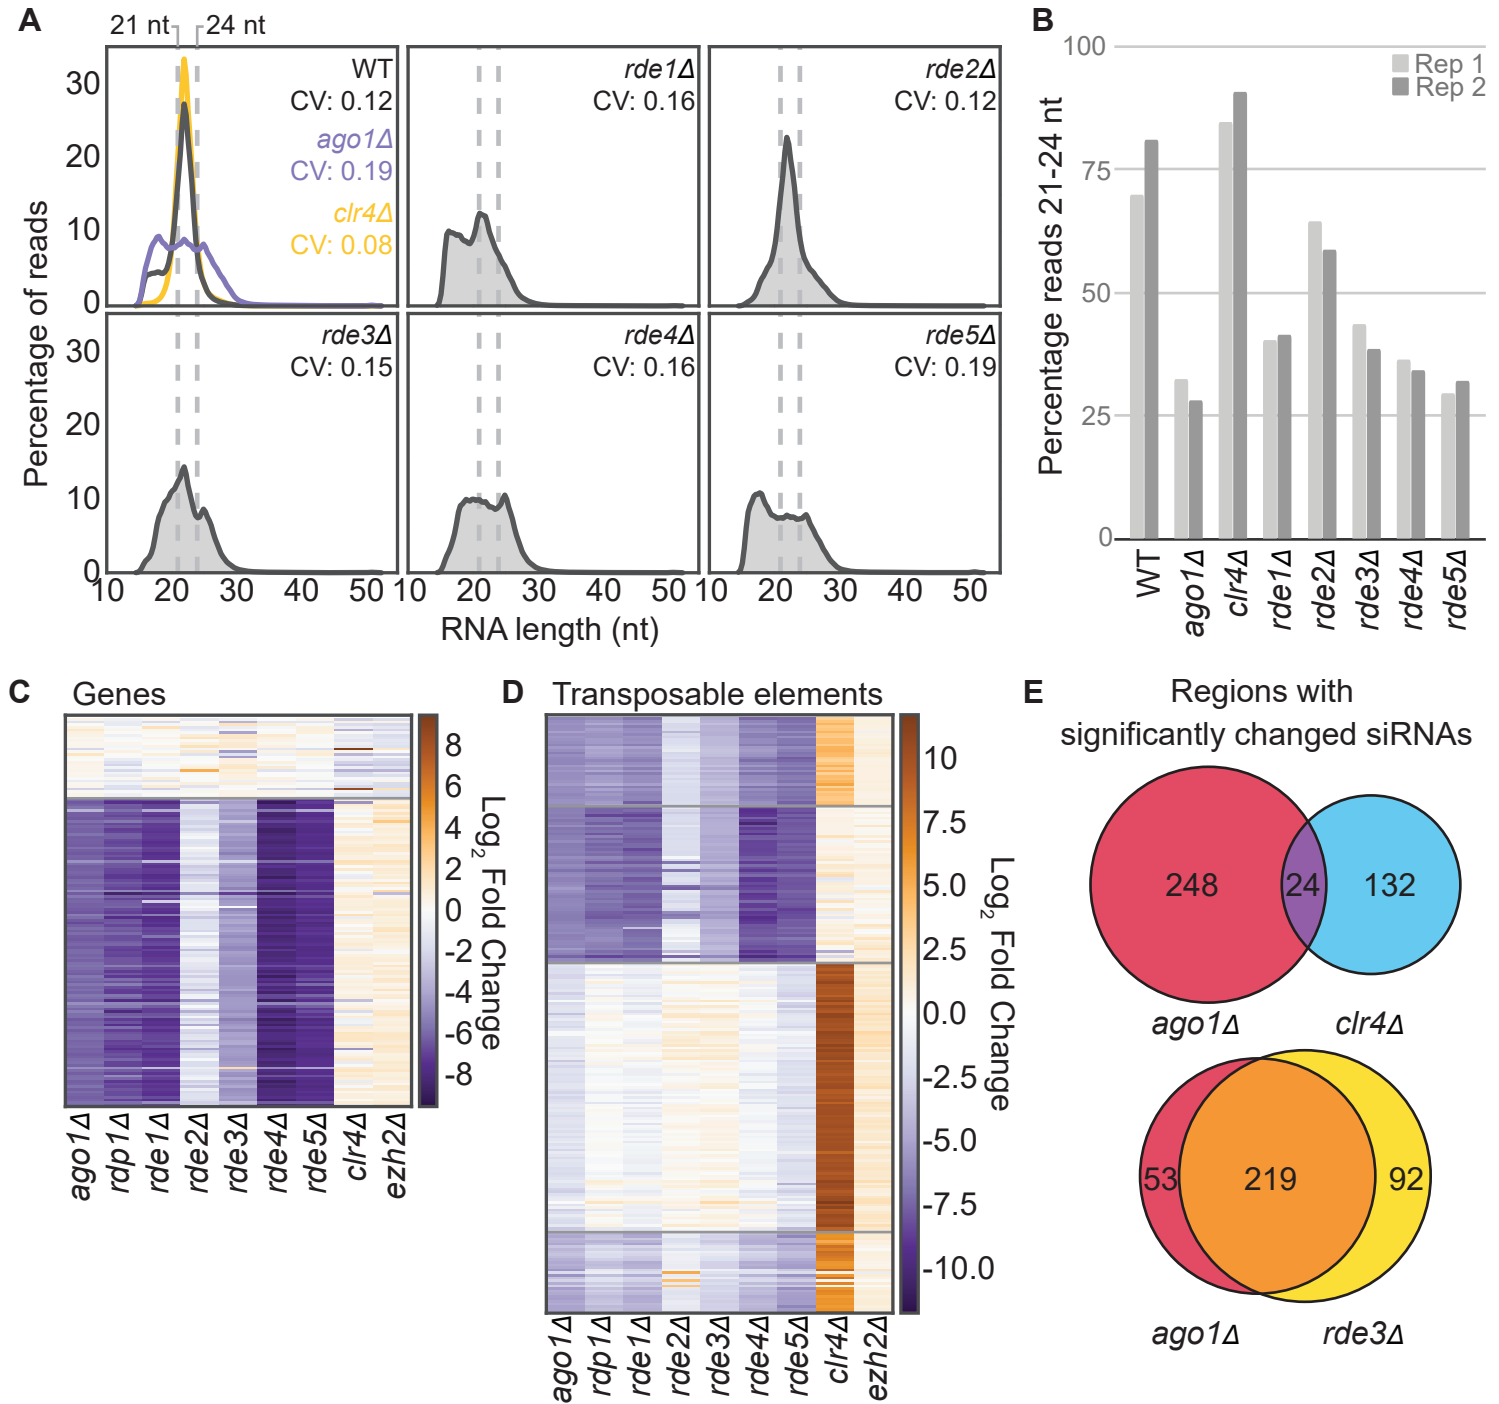 A
21 nt
24 nt
Percentage of reads
30
20
10
0
WT
CV: 0.12
ago1Δ
CV: 0.19
clr4Δ
CV: 0.08
rde1Δ
CV: 0.16
rde2Δ
CV: 0.12
30
20
10
0
rde3Δ
CV: 0.15
rde4Δ
CV: 0.16
rde5Δ
CV: 0.19
10 20 30 40 50
10 20 30 40 50
10 20 30 40 50
RNA length (nt)
B
Percentage reads 21-24 nt
100
75
50
25
0
Rep 1
Rep 2
WT
ago1Δ
clr4Δ
rde1Δ
rde2Δ
rde3Δ
rde4Δ
rde5Δ
C
Genes
8
6
4
2
0
-2
-4
-6
-8
Log2 Fold Change
ago1Δ
rdp1Δ
rde1Δ
rde2Δ
rde3Δ
rde4Δ
rde5Δ
clr4Δ
ezh2Δ
D
Transposable elements
10
7.5
5.0
2.5
0.0
-2.5
-5.0
-7.5
-10.0
Log2 Fold Change
ago1Δ
rdp1Δ
rde1Δ
rde2Δ
rde3Δ
rde4Δ
rde5Δ
clr4Δ
ezh2Δ
E
Regions with
significantly changed siRNAs
248
24
132
ago1Δ
clr4Δ
53
219
92
ago1Δ
rde3Δ